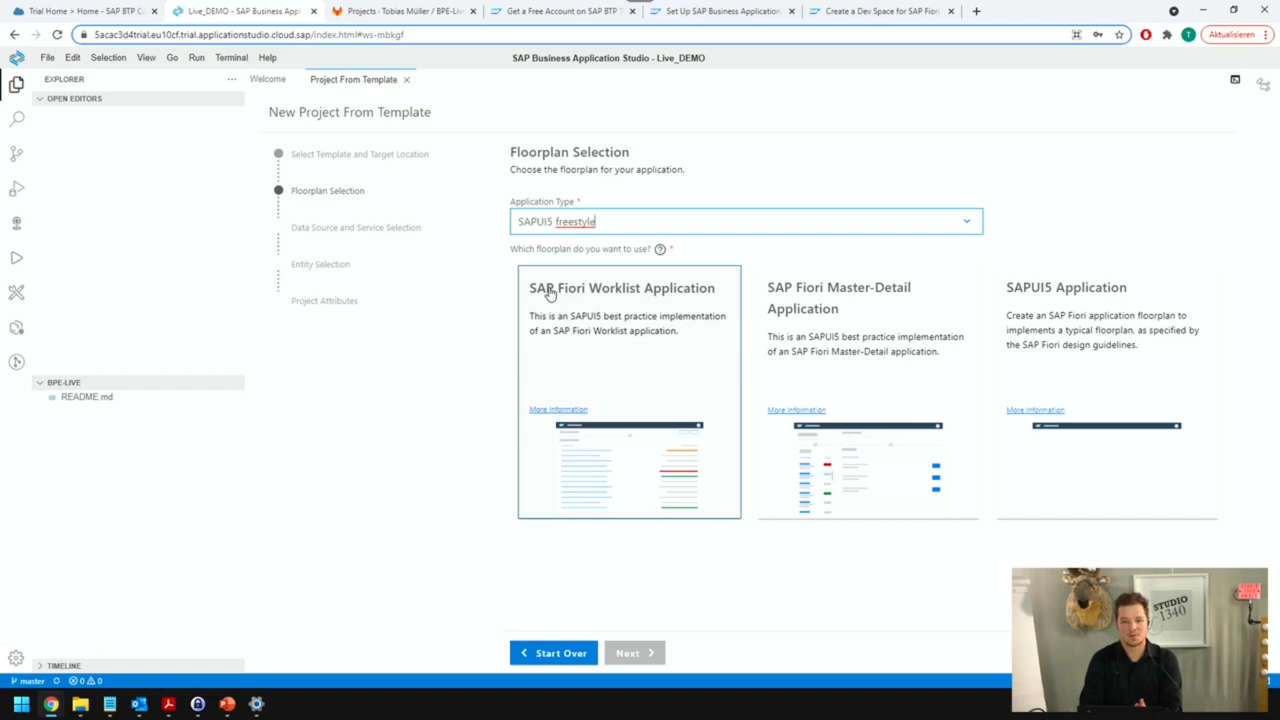 Trial Home > Home - SAP BTP C
Live_DEMO - SAP Business Appl
Projects · Tobias Müller / BPE-Liv
Get a Free Account on SAP BTP T
Set Up SAP Business Application
Create a Dev Space for SAP Fiori
5acac3d4trial.eu10cf.trial.applicationstudio.cloud.sap/index.html#ws-mbkgf
T
Aktualisieren
File Edit Selection View Go Run Terminal Help
SAP Business Application Studio - Live_DEMO
EXPLORER
Welcome
Project From Template
OPEN EDITORS
New Project From Template
Select Template and Target Location
Floorplan Selection
Data Source and Service Selection
Entity Selection
Project Attributes
Floorplan Selection
Choose the floorplan for your application.
Application Type *
SAPUI5 freestyle
Which floorplan do you want to use? *
SAP Fiori Worklist Application
This is an SAPUI5 best practice implementation
of an SAP Fiori Worklist application.
More Information
SAP Fiori Master-Detail
Application
This is an SAPUI5 best practice implementation
of an SAP Fiori Master-Detail application.
More Information
SAPUI5 Application
Create an SAP Fiori application floorplan to
implements a typical floorplan, as specified by
the SAP Fiori design guidelines.
More Information
BPE-LIVE
README.md
STUDIO
1340
Start Over
Next
TIMELINE
master
0 0